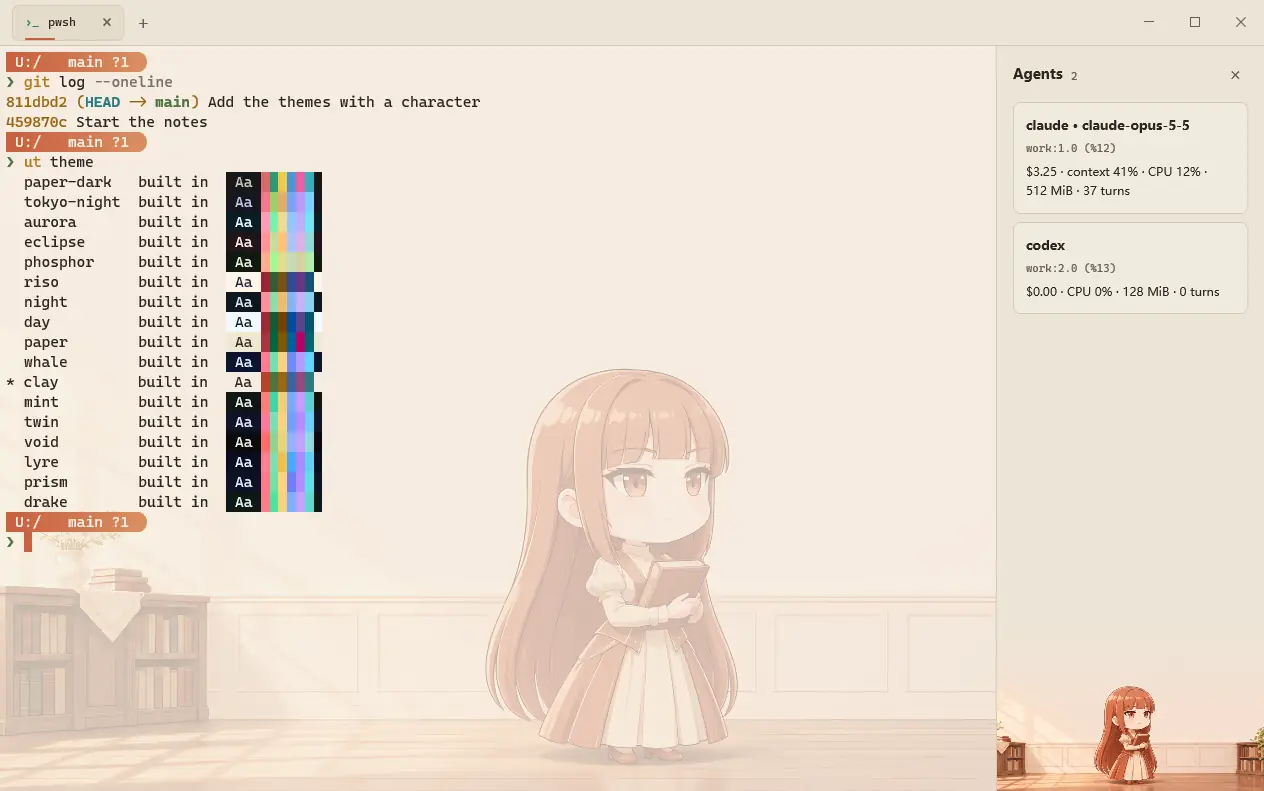 >_ pwsh
U:/ main ?1
❯ git log --oneline
811dbd2 (HEAD -> main) Add the themes with a character
459870c Start the notes
U:/ main ?1
❯ ut theme
paper-dark built in Aa
tokyo-night built in Aa
aurora built in Aa
eclipse built in Aa
phosphor built in Aa
riso built in Aa
night built in Aa
day built in Aa
paper built in Aa
whale built in Aa
* clay built in Aa
mint built in Aa
twin built in Aa
void built in Aa
lyre built in Aa
prism built in Aa
drake built in Aa
U:/ main ?1
❯
Agents 2
claude • claude-opus-5-5
work:1.0 (%12)
$3.25 · context 41% · CPU 12% ·
512 MiB · 37 turns
codex
work:2.0 (%13)
$0.00 · CPU 0% · 128 MiB · 0 turns